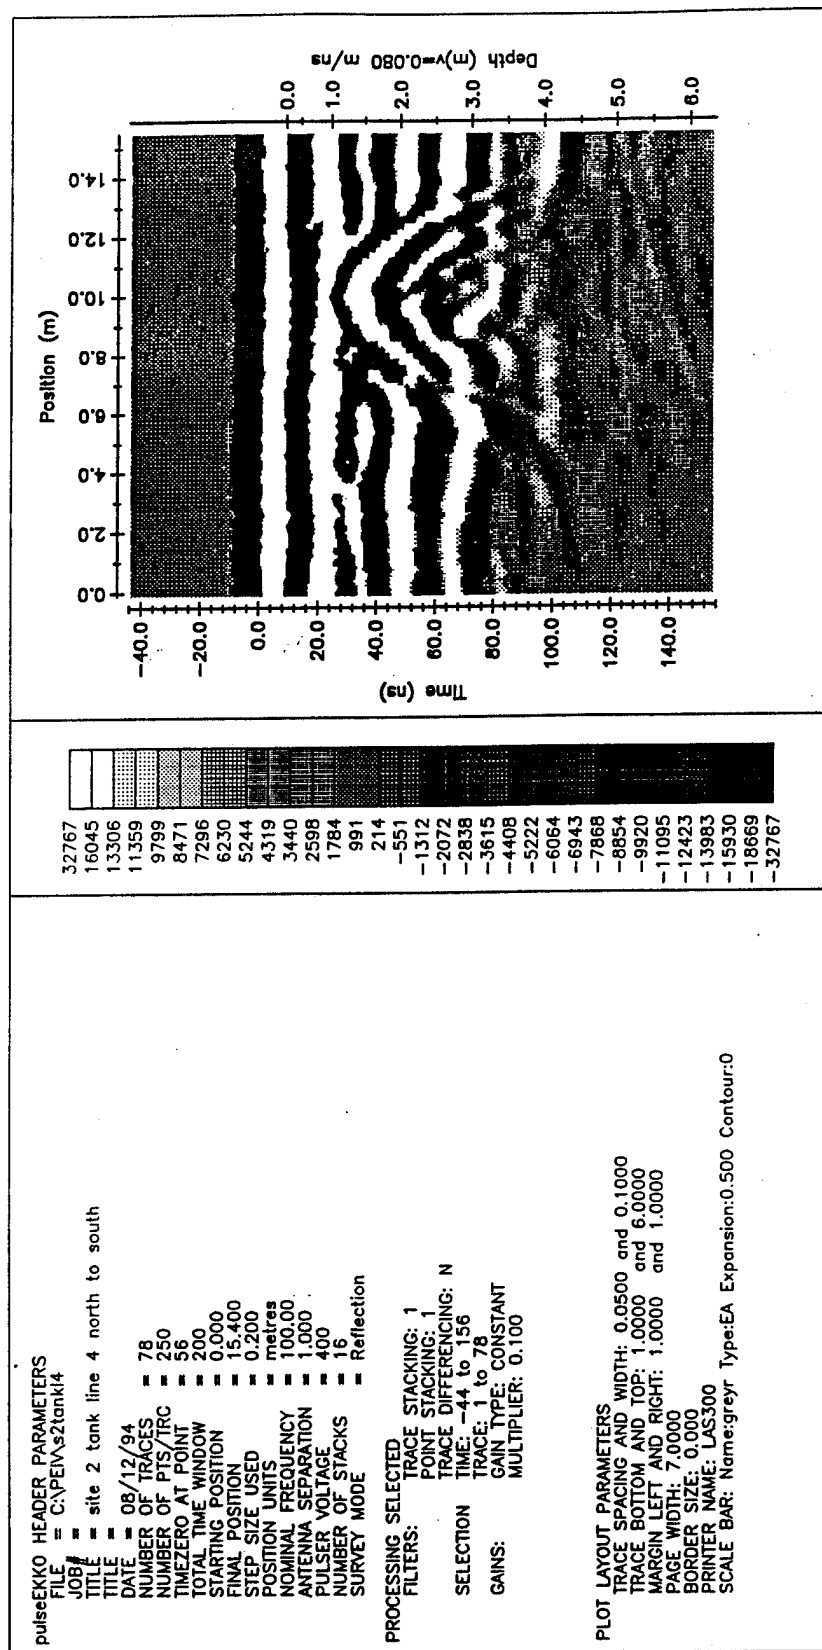 pulseEKKO HEADER PARAMETERS
FILE = C:\PEIV\s2tankl4
JOB# =
TITLE = site 2 tank line 4 north to south
TITLE =
DATE = 08/12/94
NUMBER OF TRACES = 78
NUMBER OF PTS/TRC = 250
TIMEZERO AT POINT = 56
TOTAL TIME WINDOW = 200
STARTING POSITION = 0.000
FINAL POSITION = 15.400
STEP SIZE USED = 0.200
POSITION UNITS = metres
NOMINAL FREQUENCY = 100.00
ANTENNA SEPARATION = 1.000
PULSER VOLTAGE = 400
NUMBER OF STACKS = 16
SURVEY MODE = Reflection
PROCESSING SELECTED
FILTERS: TRACE STACKING: 1
POINT STACKING: 1
TRACE DIFFERENCING: N
SELECTION TIME: -44 to 156
TRACE: 1 to 78
GAINS: GAIN TYPE: CONSTANT
MULTIPLIER: 0.100
PLOT LAYOUT PARAMETERS
TRACE SPACING AND WIDTH: 0.0500 and 0.1000
TRACE BOTTOM AND TOP: 1.0000 and 6.0000
MARGIN LEFT AND RIGHT: 1.0000 and 1.0000
PAGE WIDTH: 7.0000
BORDER SIZE: 0.000
PRINTER NAME: LAS300
SCALE BAR: Name:greyr Type:EA Expansion:0.500 Contour:0
32767
16045
13306
11359
9799
8471
7296
6230
5244
4319
3440
2598
1784
991
214
-551
-1312
-2072
-2838
-3615
-4408
-5222
-6064
-6943
-7868
-8854
-9920
-11095
-12423
-13983
-15930
-18669
-32767
Position (m)
0.0
2.0
4.0
6.0
8.0
10.0
12.0
14.0
Time (ns)
-40.0
-20.0
0.0
20.0
40.0
60.0
80.0
100.0
120.0
140.0
Depth (m)v=0.080 m/ns
0.0
1.0
2.0
3.0
4.0
5.0
6.0